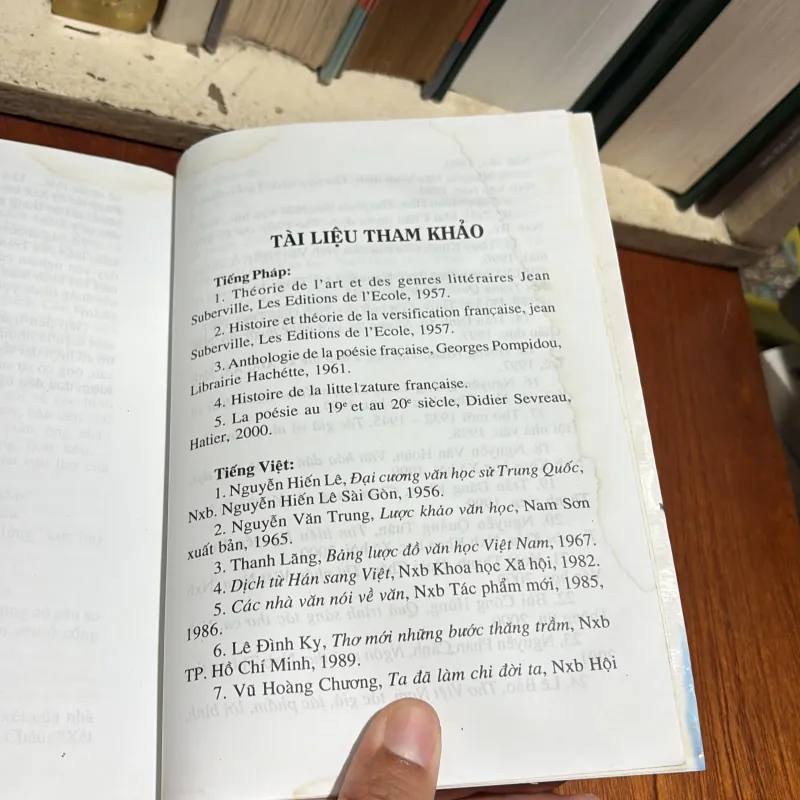 TÀI LIỆU THAM KHẢO
Tiếng Pháp:
1. Théorie de l'art et des genres littéraires Jean
Suberville, Les Editions de l'Ecole, 1957.
2. Histoire et théorie de la versification française, jean
Suberville, Les Editions de l'Ecole, 1957.
3. Anthologie de la poésie fraçaise, Georges Pompidou,
Librairie Hachétte, 1961.
4. Histoire de la littelzature française.
5. La poésie au 19e et au 20e siècle, Didier Sevreau,
Hatier, 2000.
Tiếng Việt:
1. Nguyễn Hiến Lê, Đại cương văn học sử Trung Quốc,
Nxb. Nguyễn Hiến Lê Sài Gòn, 1956.
2. Nguyễn Văn Trung, Lược khảo văn học, Nam Sơn
xuất bản, 1965.
3. Thanh Lãng, Bảng lược đồ văn học Việt Nam, 1967.
4. Dịch từ Hán sang Việt, Nxb Khoa học Xã hội, 1982.
5. Các nhà văn nói về văn, Nxb Tác phẩm mới, 1985,
1986.
6. Lê Đình Kỵ, Thơ mới những bước thăng trầm, Nxb
TP. Hồ Chí Minh, 1989.
7. Vũ Hoàng Chương, Ta đã làm chi đời ta, Nxb Hội